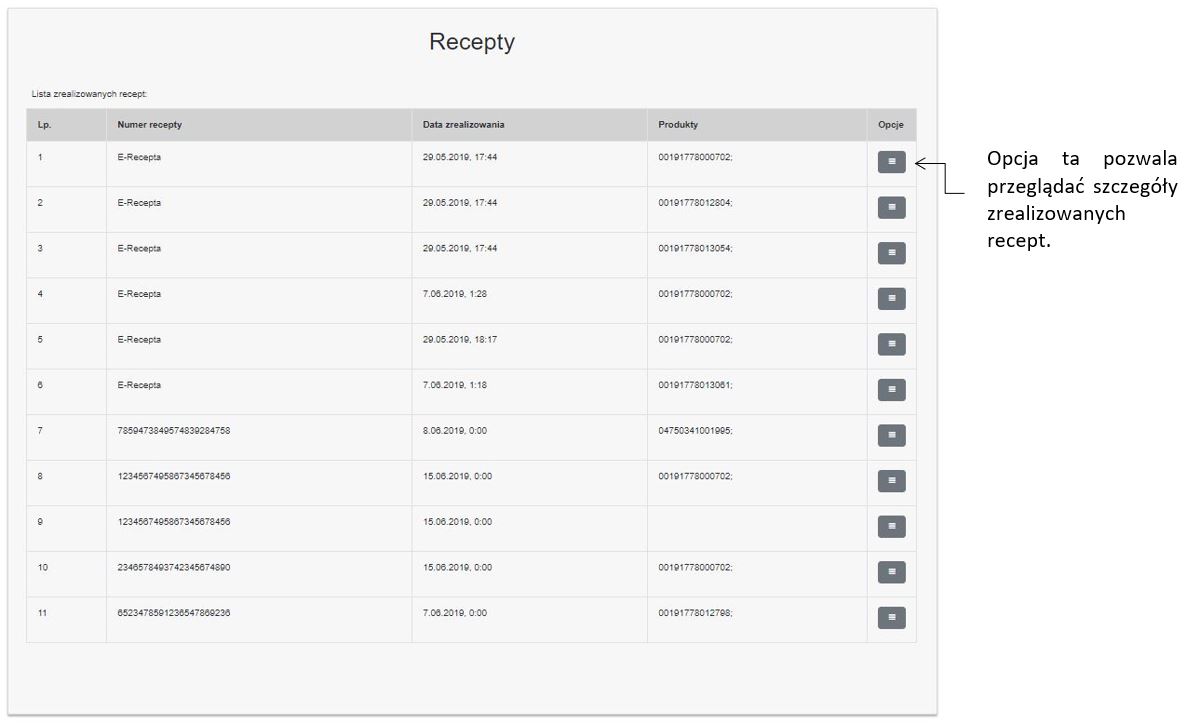 Recepty
Lista zrealizowanych recept:
Lp. Numer recepty Data zrealizowania Produkty Opcje
1 E-Recepta 29.05.2019, 17:44 00191778000702;
2 E-Recepta 29.05.2019, 17:44 00191778012804;
3 E-Recepta 29.05.2019, 17:44 00191778013054;
4 E-Recepta 7.06.2019, 1:28 00191778000702;
5 E-Recepta 29.05.2019, 18:17 00191778000702;
6 E-Recepta 7.06.2019, 1:18 00191778013061;
7 7859473849574839284758 8.06.2019, 0:00 04750341001995;
8 1234567495867345678456 15.06.2019, 0:00 00191778000702;
9 1234567495867345678456 15.06.2019, 0:00
10 2346578493742345674890 15.06.2019, 0:00 00191778000702;
11 6523478591236547869236 7.06.2019, 0:00 00191778012798;
Opcja ta pozwala
przeglądać szczegóły
zrealizowanych
recept.